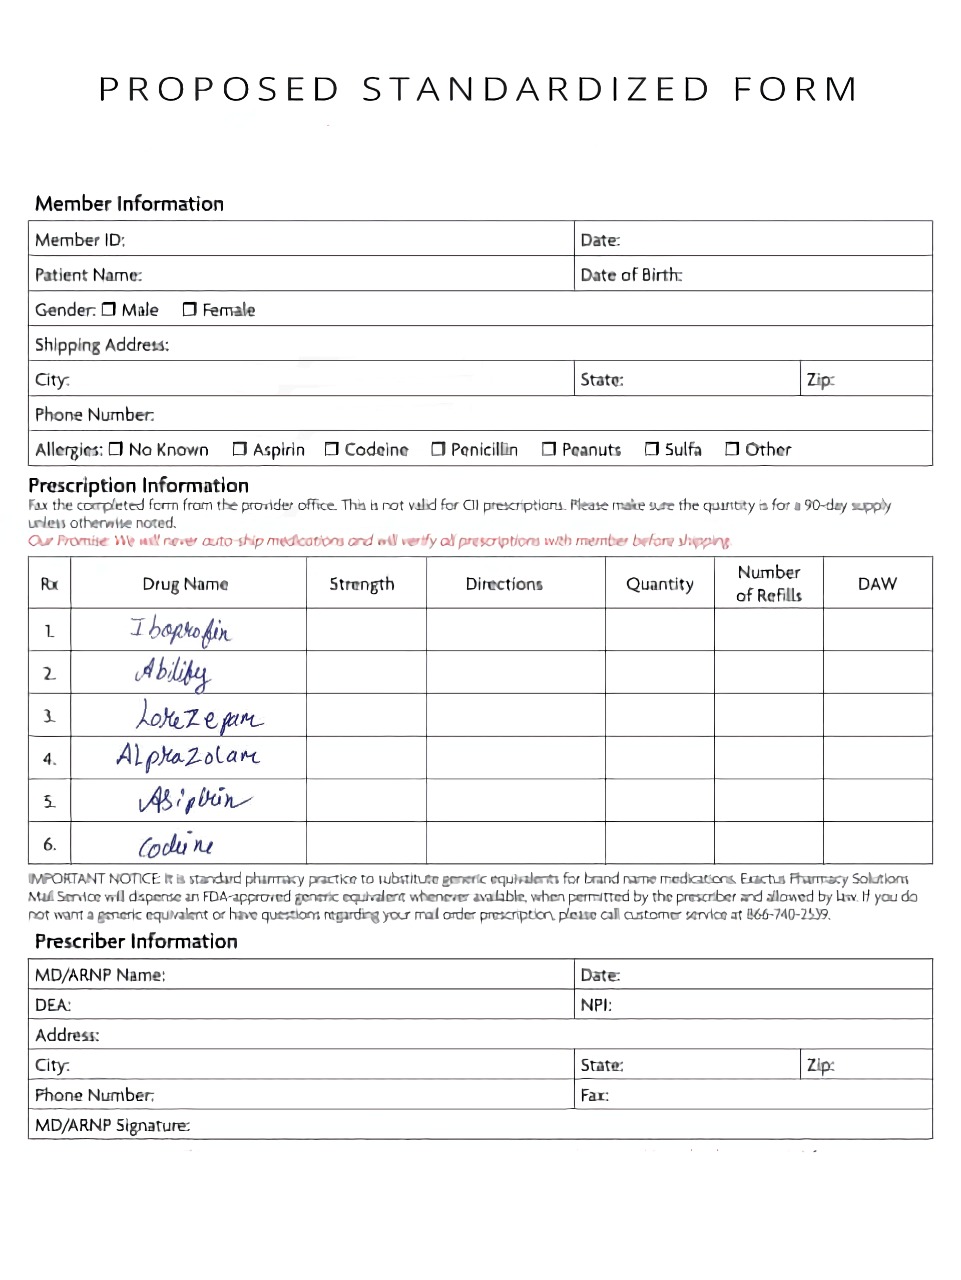 PROPOSED STANDARDIZED FORM
Member Information
Member ID: Date:
Patient Name: Date of Birth:
Gender: ☐ Male ☐ Female
Shipping Address:
City: State: Zip:
Phone Number:
Allergies: ☐ No Known ☐ Aspirin ☐ Codeine ☐ Penicillin ☐ Peanuts ☐ Sulfa ☐ Other
Prescription Information
Fax the completed form from the provider office. This is not valid for CII prescriptions. Please make sure the quantity is for a 90-day supply
unless otherwise noted.
Our Promise: We will never auto-ship medications and will verify all prescriptions with member before shipping.
Rx Drug Name Strength Directions Quantity Number of Refills DAW
1. Iboprofin
2. Abilify
3. Lorezepam
4. Alprazolam
5. Asiprin
6. Codeine
IMPORTANT NOTICE: It is standard pharmacy practice to substitute generic equivalents for brand name medications. Exactus Pharmacy Solutions
Mail Service will dispense an FDA-approved generic equivalent whenever available, when permitted by the prescriber and allowed by law. If you do
not want a generic equivalent or have questions regarding your mail order prescription, please call customer service at 866-740-2539.
Prescriber Information
MD/ARNP Name: Date:
DEA: NPI:
Address:
City: State: Zip:
Phone Number: Fax:
MD/ARNP Signature: